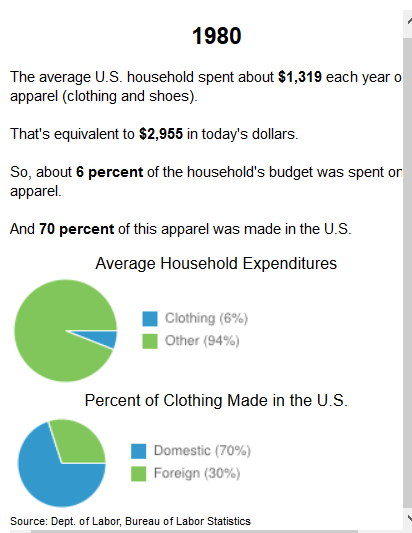 1980
The average U.S. household spent about $1,319 each year o
apparel (clothing and shoes).
That's equivalent to $2,955 in today's dollars.
So, about 6 percent of the household's budget was spent on
apparel.
And 70 percent of this apparel was made in the U.S.
Average Household Expenditures
Clothing (6%)
Other (94%)
Percent of Clothing Made in the U.S.
Domestic (70%)
Foreign (30%)
Source: Dept. of Labor, Bureau of Labor Statistics